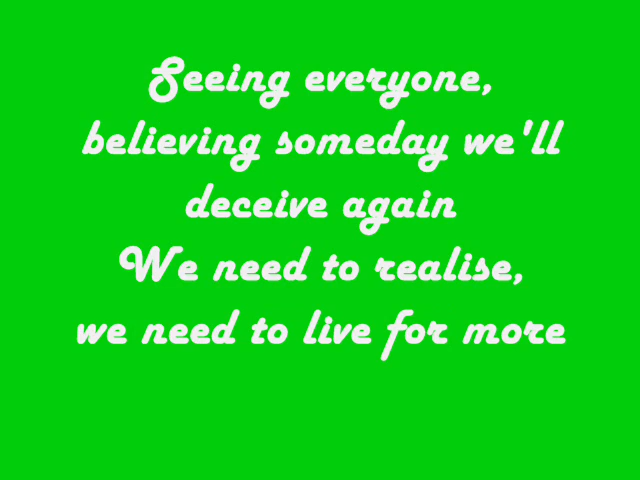 Seeing everyone,
believing someday we'll
deceive again
We need to realise,
we need to live for more